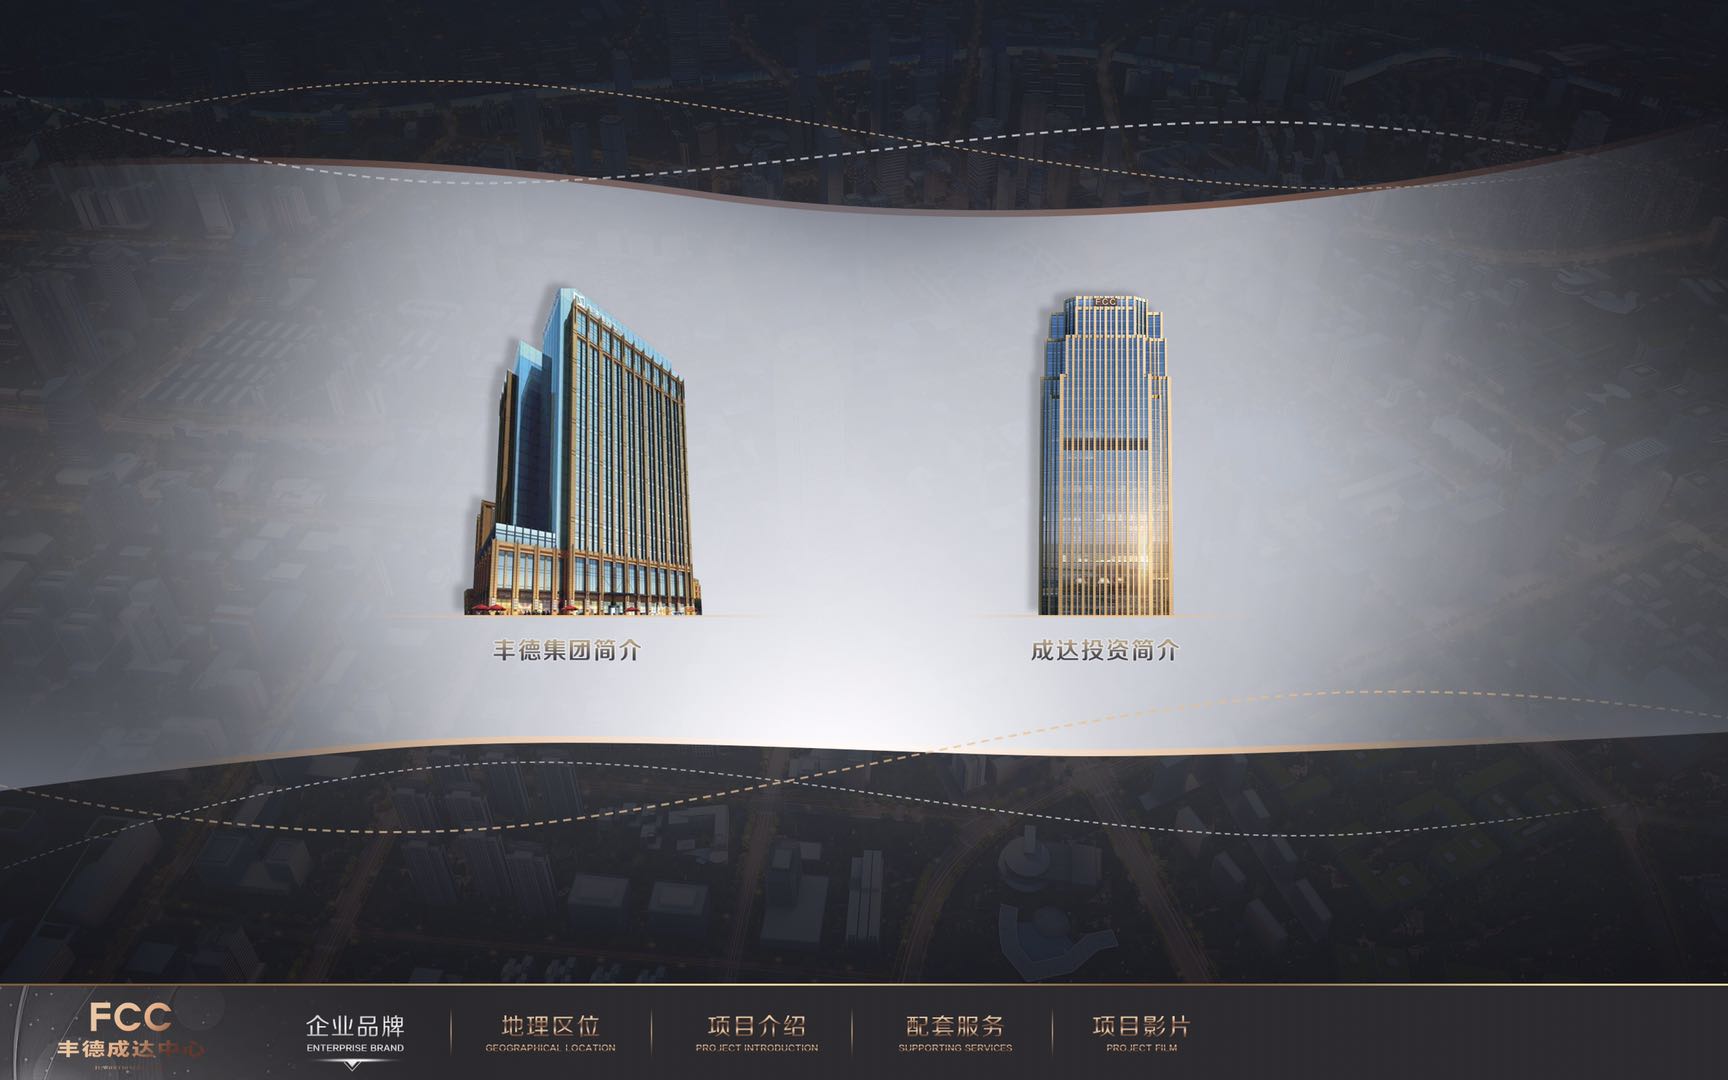 FCC
丰德集团简介
成达投资简介
FCC
丰德成达中心
企业品牌
ENTERPRISE BRAND
地理区位
GEOGRAPHICAL LOCATION
项目介绍
PROJECT INTRODUCTION
配套服务
SUPPORTING SERVICES
项目影片
PROJECT FILM